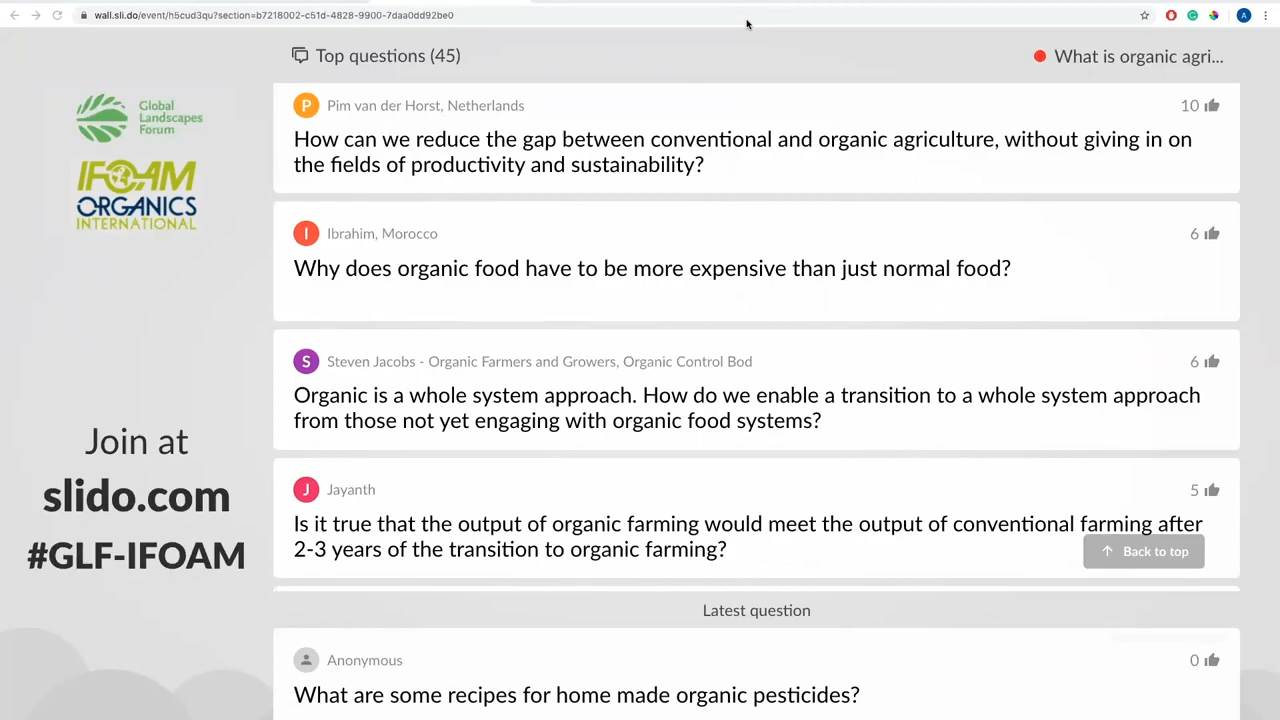 wall.sli.do/event/h5cud3qu?section=b7218002-c51d-4828-9900-7daa0dd92be0
A
Top questions (45)
What is organic agri...
Global
Landscapes
Forum
IFOAM
ORGANICS
INTERNATIONAL
P
Pim van der Horst, Netherlands
10
How can we reduce the gap between conventional and organic agriculture, without giving in on
the fields of productivity and sustainability?
I
Ibrahim, Morocco
6
Why does organic food have to be more expensive than just normal food?
S
Steven Jacobs - Organic Farmers and Growers, Organic Control Bod
6
Organic is a whole system approach. How do we enable a transition to a whole system approach
from those not yet engaging with organic food systems?
Join at
slido.com
#GLF-IFOAM
J
Jayanth
5
Is it true that the output of organic farming would meet the output of conventional farming after
2-3 years of the transition to organic farming?
Back to top
Latest question
Anonymous
0
What are some recipes for home made organic pesticides?